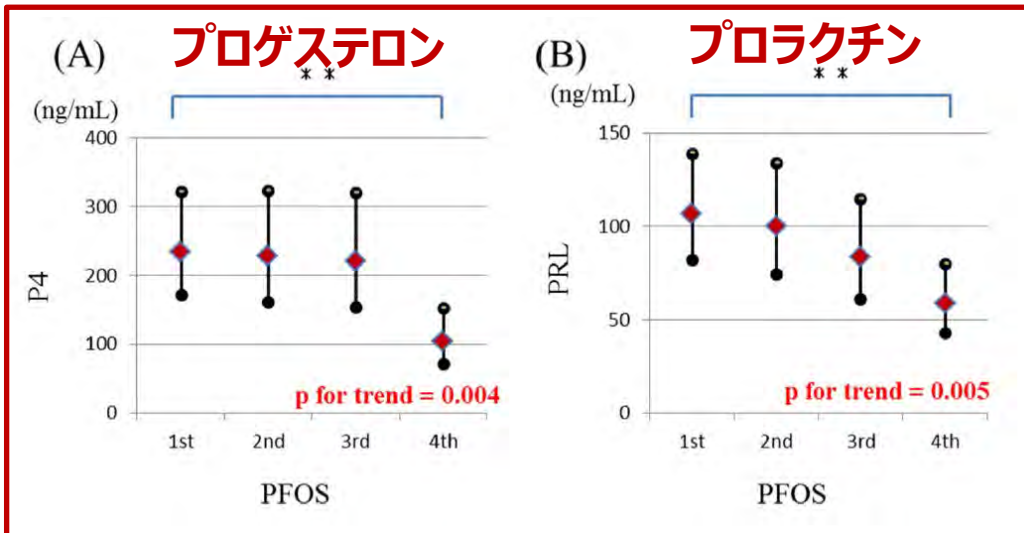 (A) プロゲステロン
* *
(ng/mL)
400
300
200
100
0
P4
p for trend = 0.004
1st 2nd 3rd 4th
PFOS
(B) プロラクチン
* *
(ng/mL)
150
100
50
0
PRL
p for trend = 0.005
1st 2nd 3rd 4th
PFOS